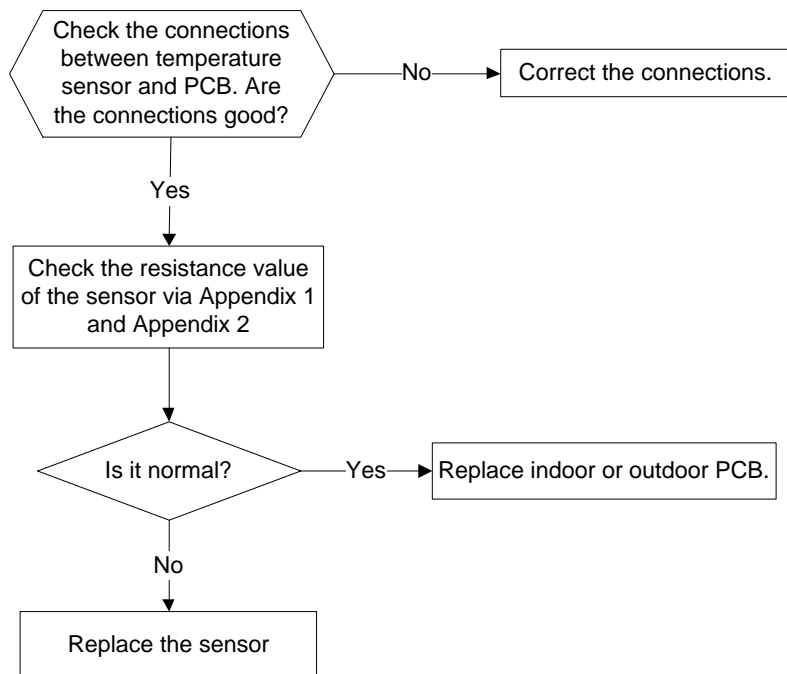 Check the connections
between temperature
sensor and PCB. Are
the connections good?
No
Correct the connections.
Yes
Check the resistance value
of the sensor via Appendix 1
and Appendix 2
Is it normal?
Yes
Replace indoor or outdoor PCB.
No
Replace the sensor